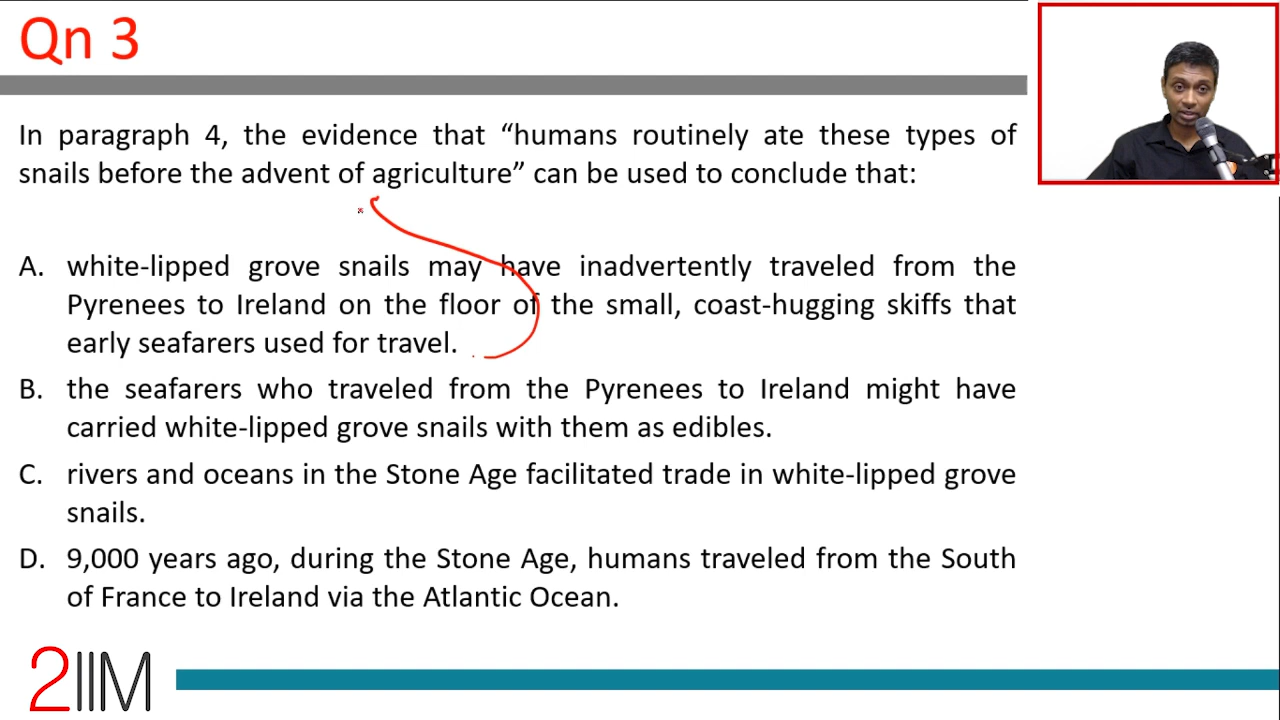 Qn 3
In paragraph 4, the evidence that “humans routinely ate these types of
snails before the advent of agriculture” can be used to conclude that:
A. white-lipped grove snails may have inadvertently traveled from the
Pyrenees to Ireland on the floor of the small, coast-hugging skiffs that
early seafarers used for travel.
B. the seafarers who traveled from the Pyrenees to Ireland might have
carried white-lipped grove snails with them as edibles.
C. rivers and oceans in the Stone Age facilitated trade in white-lipped grove
snails.
D. 9,000 years ago, during the Stone Age, humans traveled from the South
of France to Ireland via the Atlantic Ocean.
2IIM